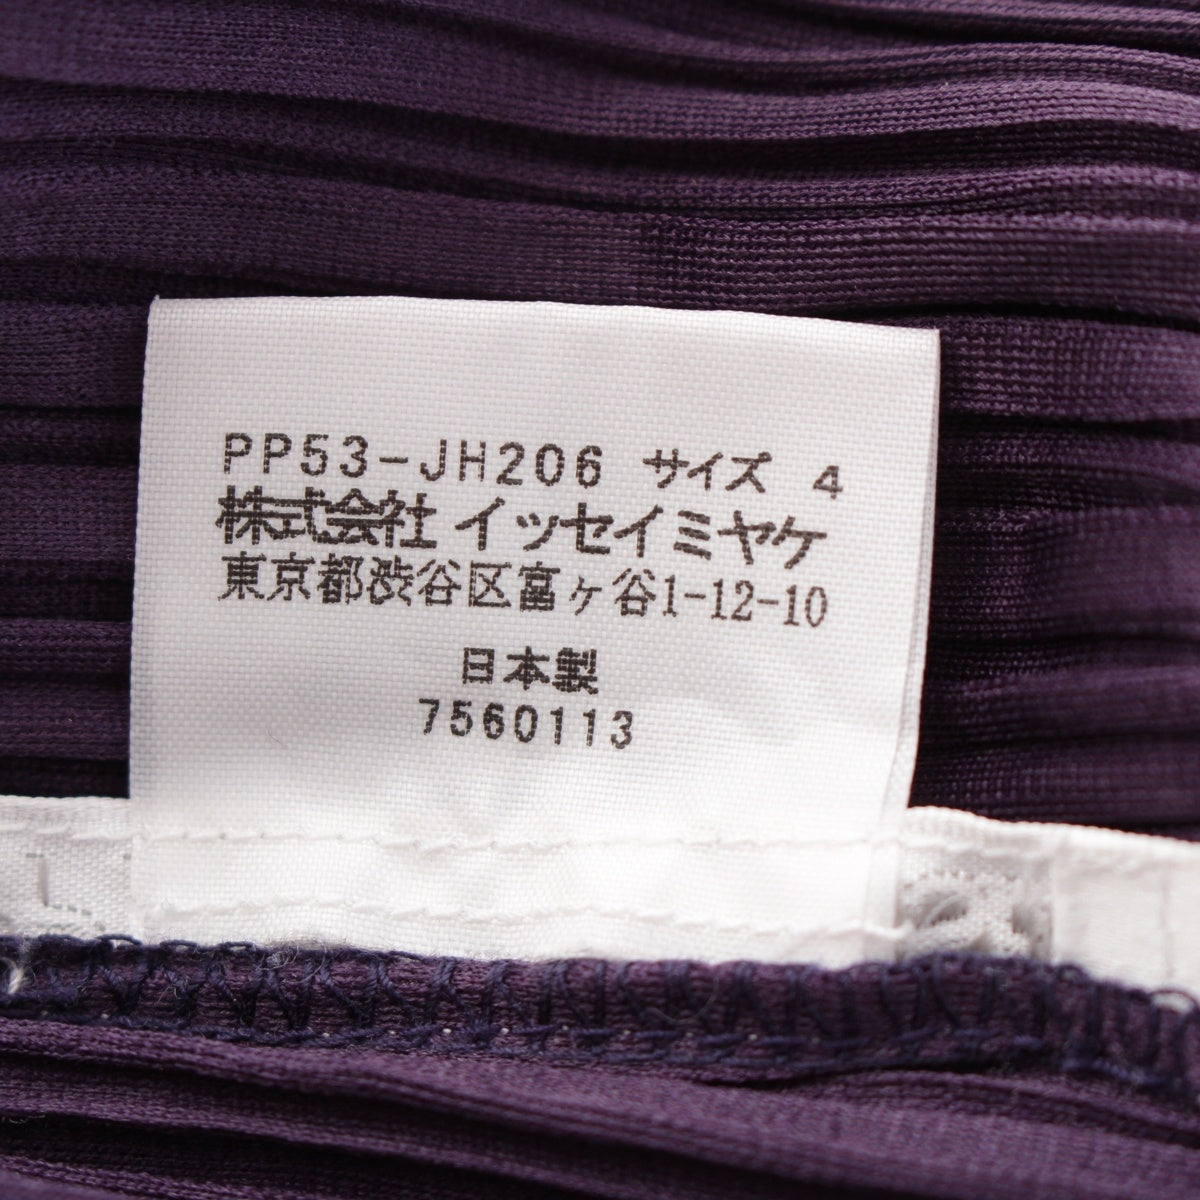 PP53-JH206 サイズ 4
株式会社 イッセイミヤケ
東京都渋谷区富ヶ谷1-12-10
日本製
7560113